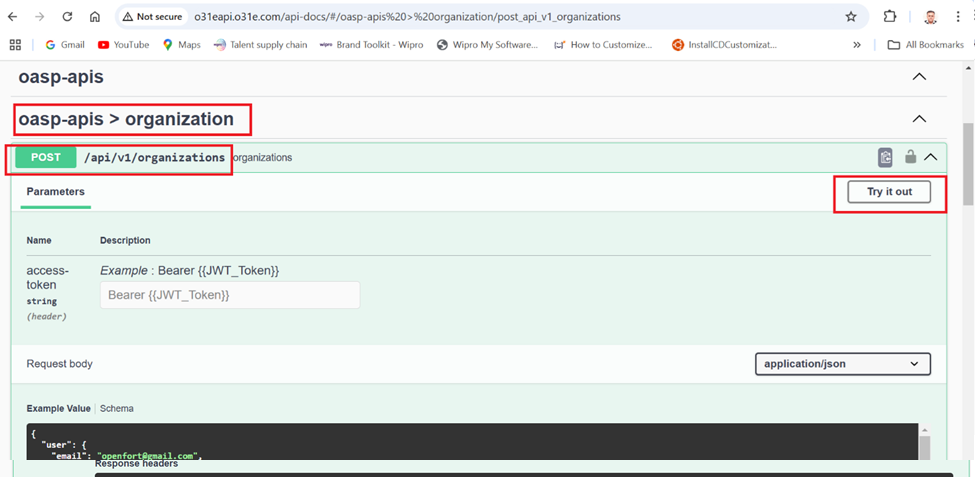 Not secure o31eapi.o31e.com/api-docs/#/oasp-apis%20>%20organization/post_api_v1_organizations
Gmail YouTube Maps Talent supply chain Brand Toolkit - Wipro Wipro My Software... How to Customize... InstallCDCustomizat... » All Bookmarks
oasp-apis
oasp-apis > organization
POST /api/v1/organizations organizations
Parameters Try it out
Name Description
access-
token
string
(header)
Example : Bearer {{JWT_Token}}
Bearer {{JWT_Token}}
Request body application/json
Example Value Schema
{
"user": {
"email": "openfort@gmail.com",
Response headers